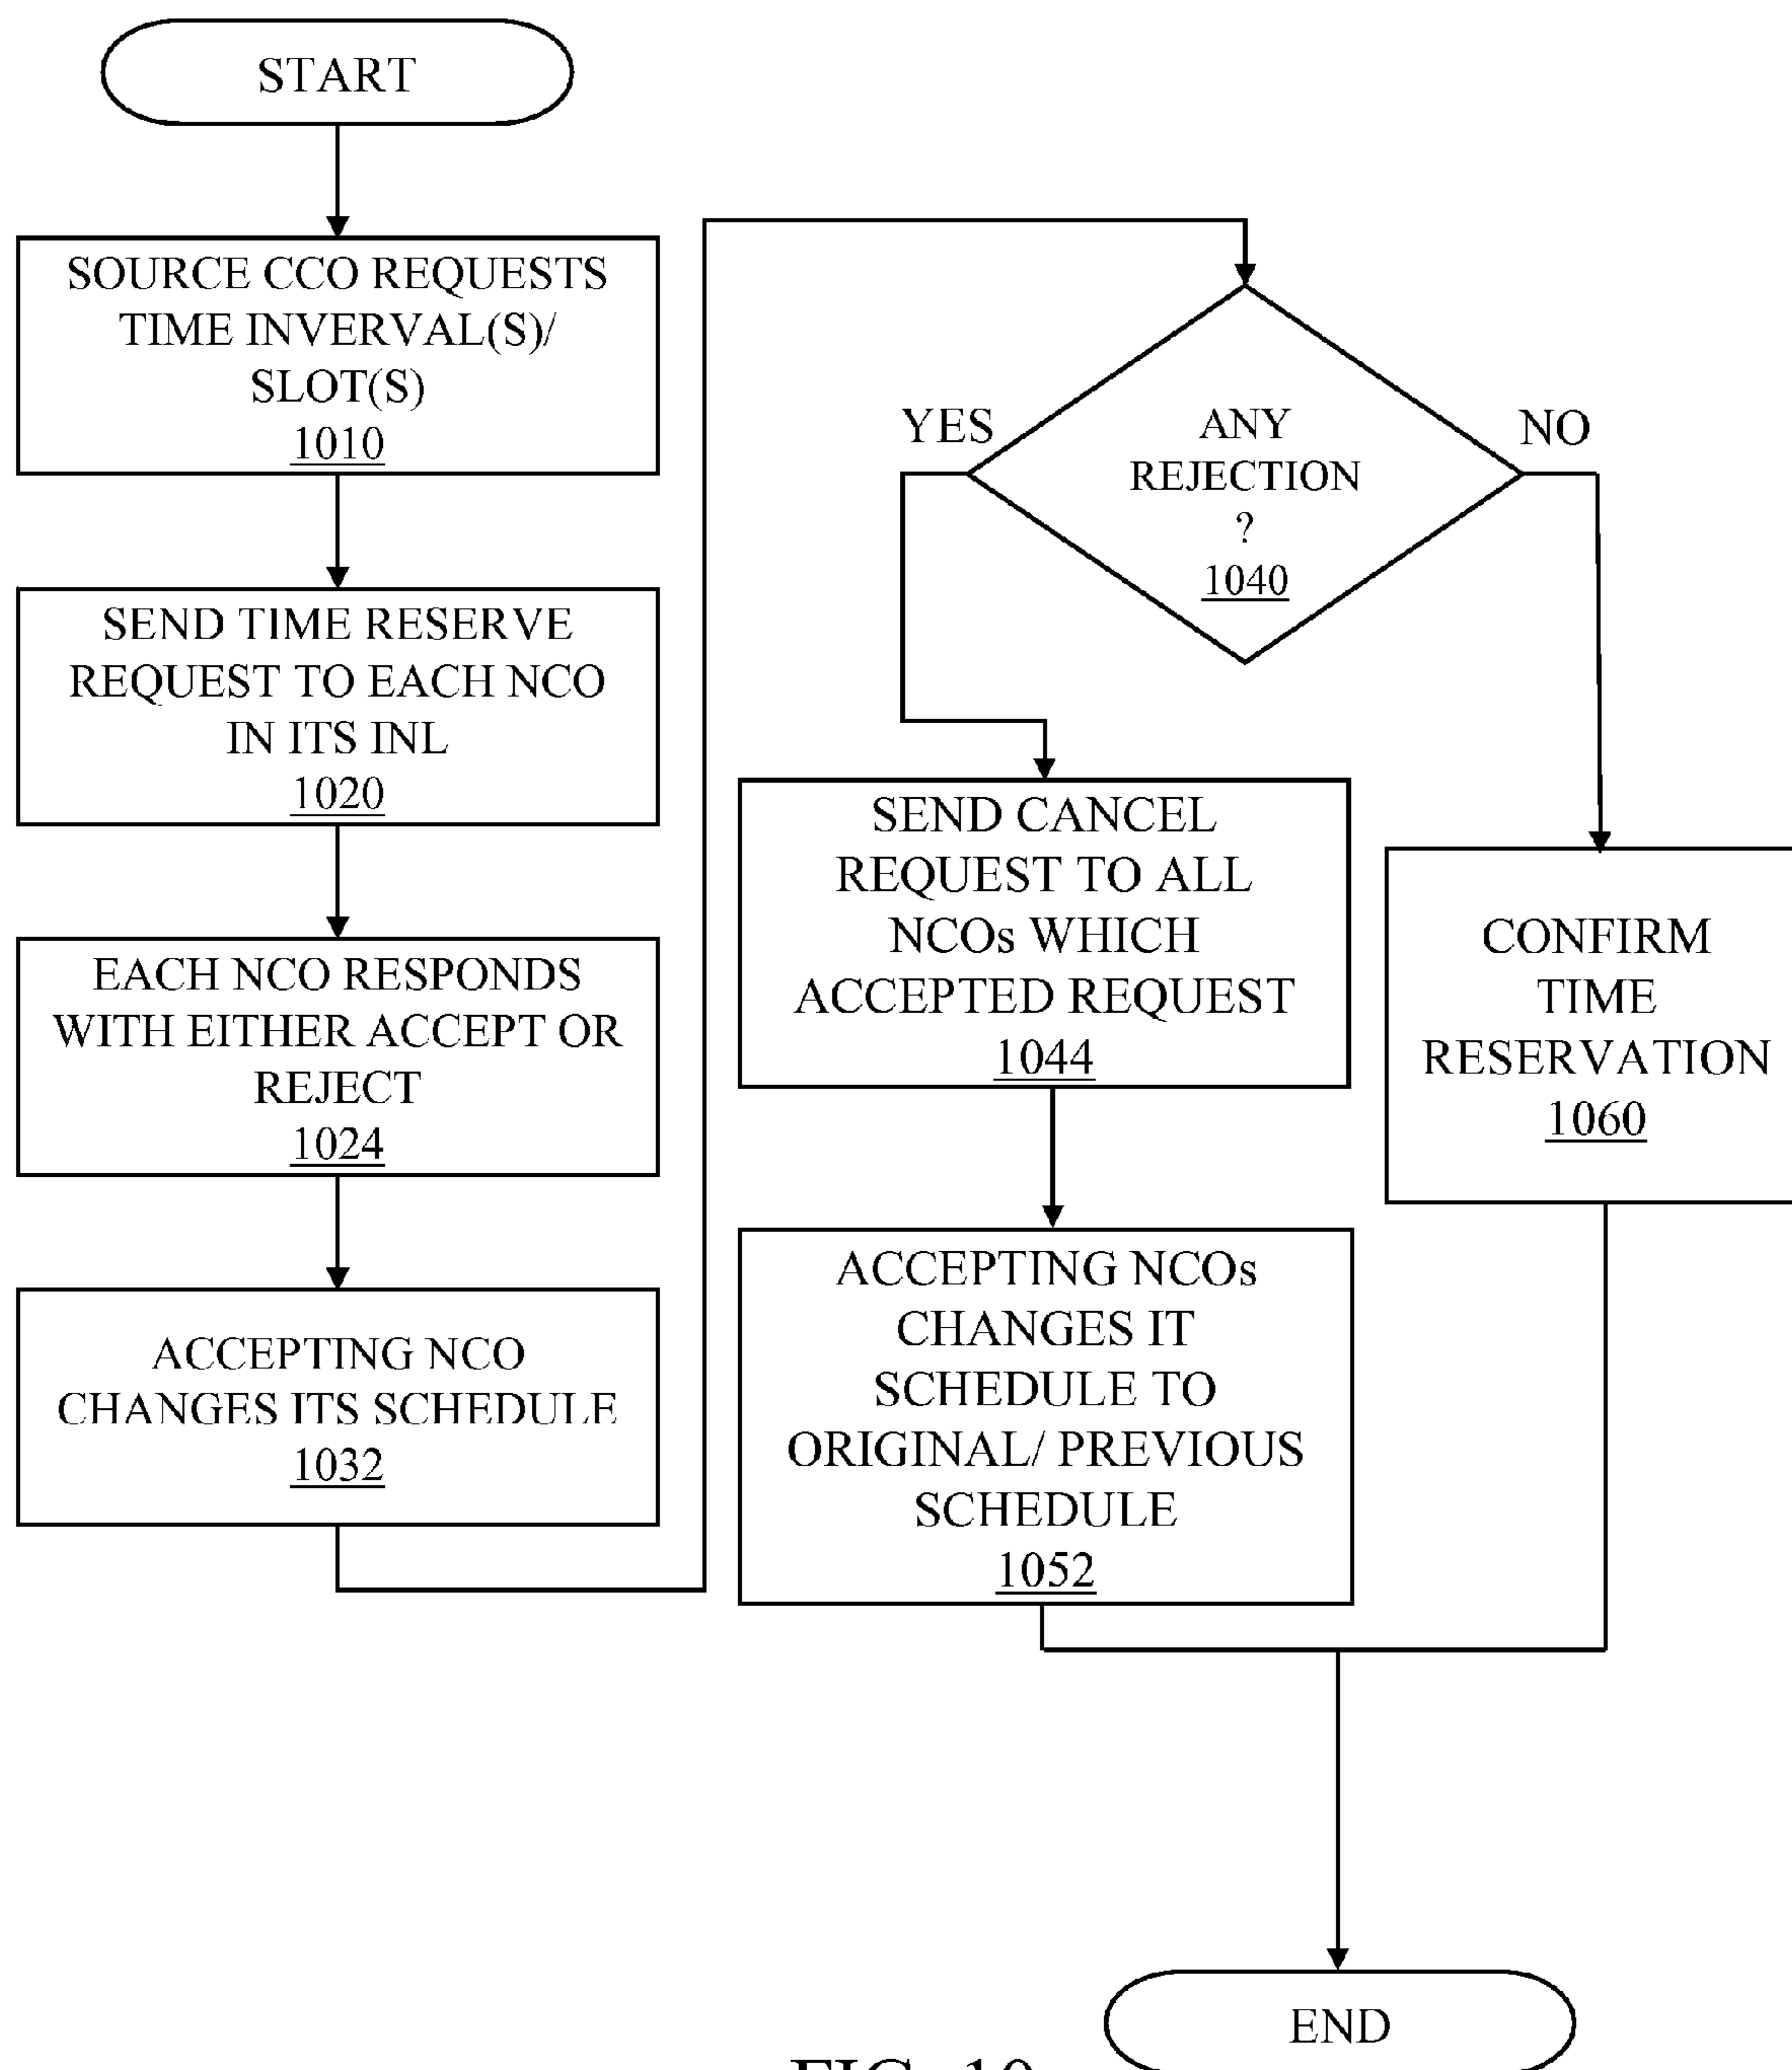 START
SOURCE CCO REQUESTS
TIME INVERVAL(S)/
SLOT(S)
1010
SEND TIME RESERVE
REQUEST TO EACH NCO
IN ITS INL
1020
EACH NCO RESPONDS
WITH EITHER ACCEPT OR
REJECT
1024
ACCEPTING NCO
CHANGES ITS SCHEDULE
1032
ANY
REJECTION
?
1040
YES
NO
SEND CANCEL
REQUEST TO ALL
NCOs WHICH
ACCEPTED REQUEST
1044
ACCEPTING NCOs
CHANGES IT
SCHEDULE TO
ORIGINAL/ PREVIOUS
SCHEDULE
1052
CONFIRM
TIME
RESERVATION
1060
END
FIG. 10